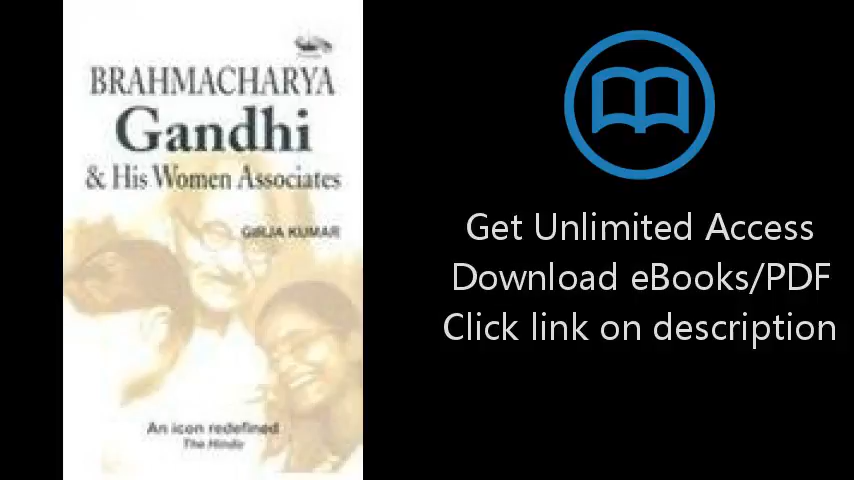 BRAHMACHARYA
Gandhi
& His Women Associates
GIRJA KUMAR
An icon redefined
The Hindu
Get Unlimited Access
Download eBooks/PDF
Click link on description